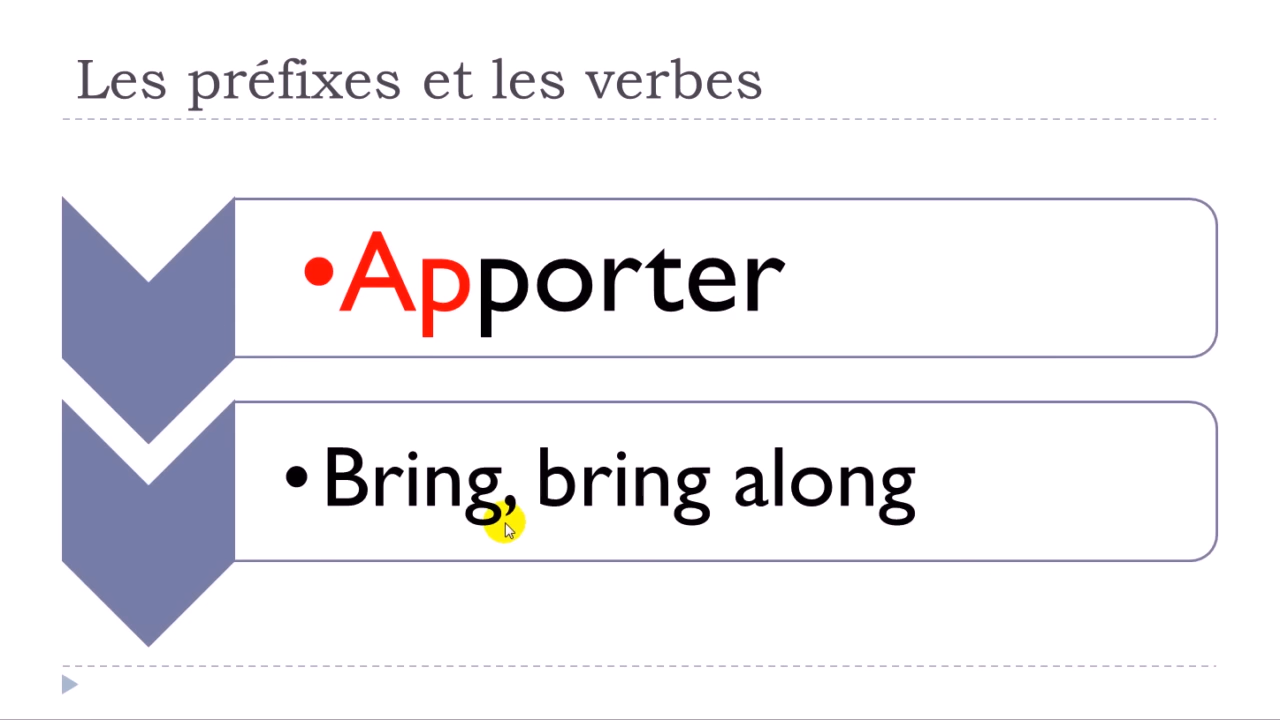 Les préfixes et les verbes
•Apporter
•Bring, bring along